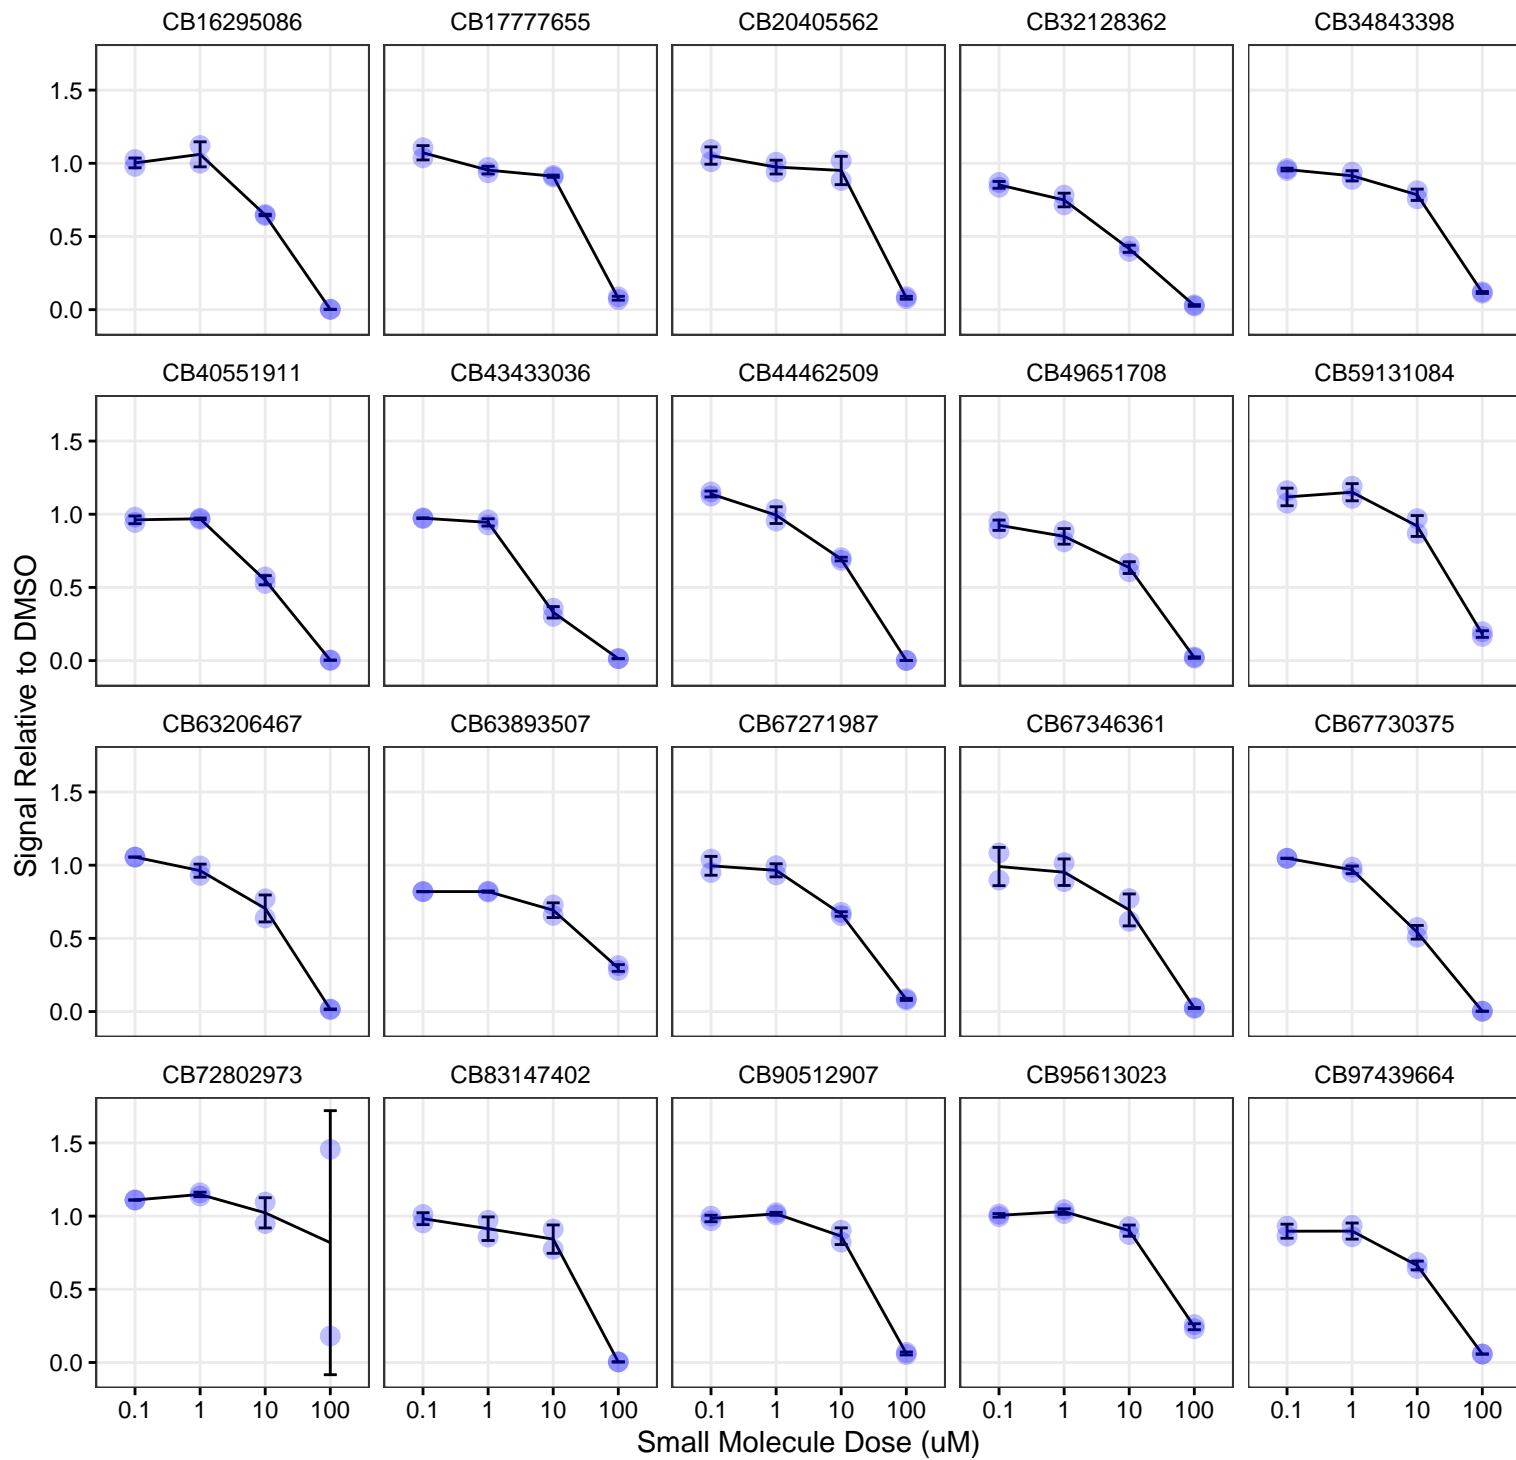 CB16295086 CB17777655 CB20405562 CB32128362 CB34843398
1.5
1.0
0.5
0.0
CB40551911 CB43433036 CB44462509 CB49651708 CB59131084
1.5
1.0
0.5
0.0
Signal Relative to DMSO
CB63206467 CB63893507 CB67271987 CB67346361 CB67730375
1.5
1.0
0.5
0.0
CB72802973 CB83147402 CB90512907 CB95613023 CB97439664
1.5
1.0
0.5
0.0
0.1 1 10 100 0.1 1 10 100 0.1 1 10 100 0.1 1 10 100 0.1 1 10 100
Small Molecule Dose (uM)